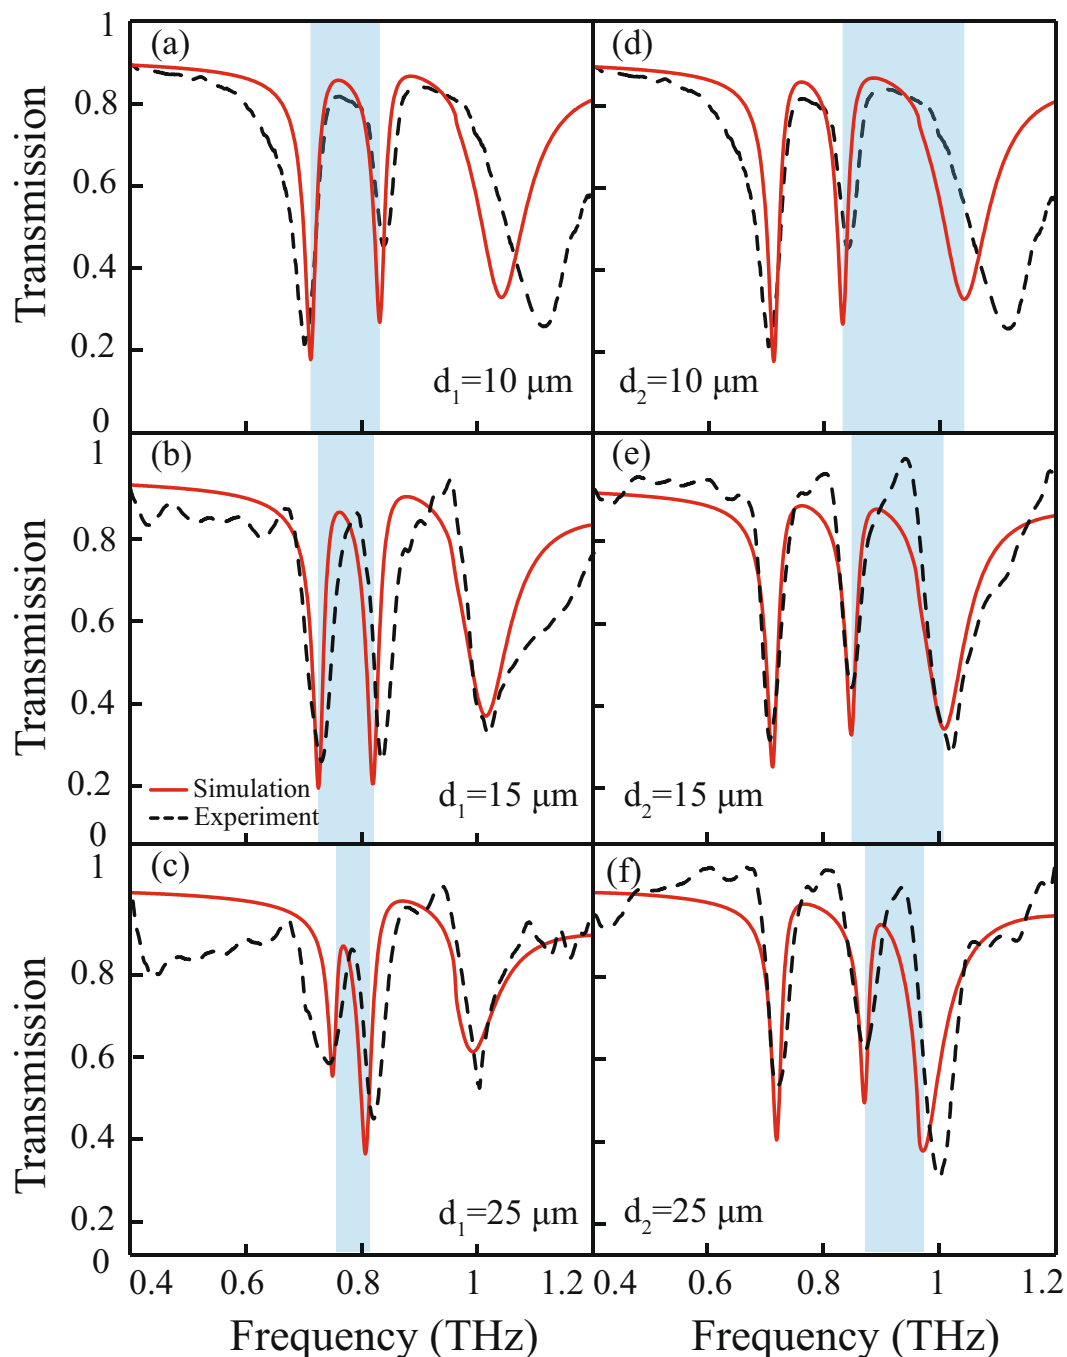 1
(a)
(d)
0.8
0.6
0.4
0.2
0
Transmission
d1=10 μm
d2=10 μm
1
(b)
(e)
0.8
0.6
0.4
0.2
0
Transmission
Simulation
Experiment
d1=15 μm
d2=15 μm
1
(c)
(f)
0.8
0.6
0.4
0.2
0
Transmission
d1=25 μm
d2=25 μm
0.4 0.6 0.8 1 1.2
0.4 0.6 0.8 1 1.2
Frequency (THz)
Frequency (THz)